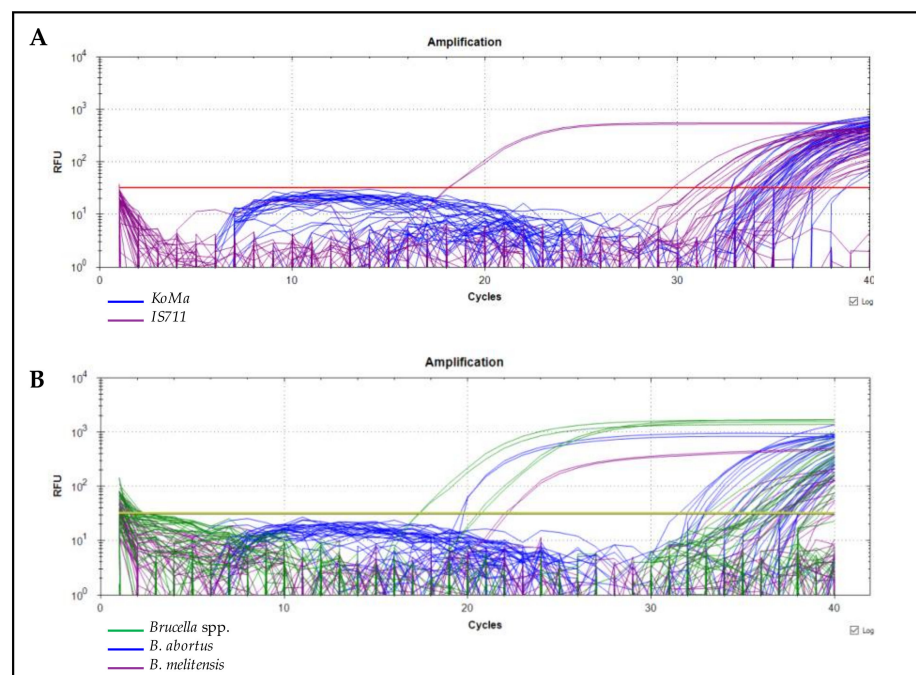 A
Amplification
10^4
10^3
10^2
10^1
10^0
RFU
0
10
20
30
40
Cycles
KoMa
IS711
Log
B
Amplification
10^4
10^3
10^2
10^1
10^0
RFU
0
10
20
30
40
Cycles
Brucella spp.
B. abortus
B. melitensis
Log